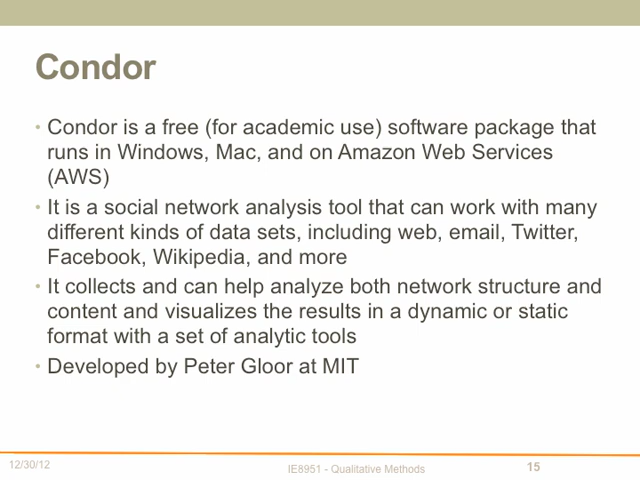 Condor
• Condor is a free (for academic use) software package that
runs in Windows, Mac, and on Amazon Web Services
(AWS)
• It is a social network analysis tool that can work with many
different kinds of data sets, including web, email, Twitter,
Facebook, Wikipedia, and more
• It collects and can help analyze both network structure and
content and visualizes the results in a dynamic or static
format with a set of analytic tools
• Developed by Peter Gloor at MIT
12/30/12
IE8951 - Qualitative Methods
15